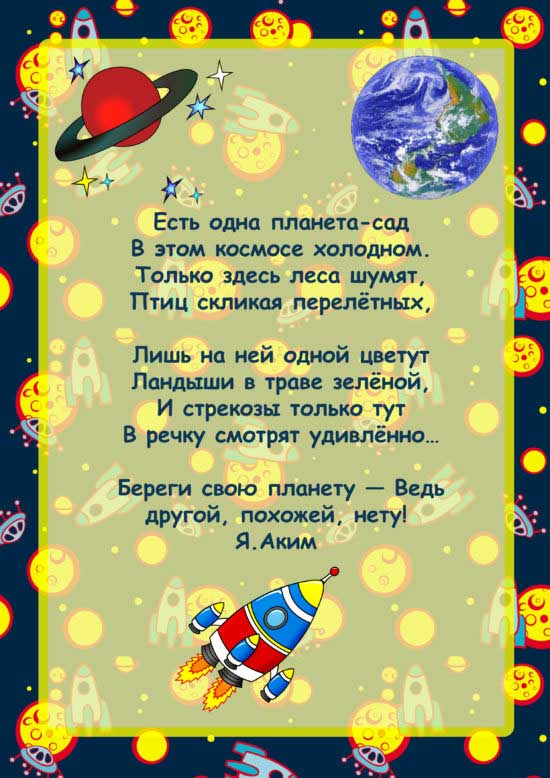 Есть одна планета-сад
В этом космосе холодном.
Только здесь леса шумят,
Птиц скликая перелётных,
Лишь на ней одной цветут
Ландыши в траве зелёной,
И стрекозы только тут
В речку смотрят удивлённо…
Береги свою планету — Ведь
другой, похожей, нету!
Я.Аким